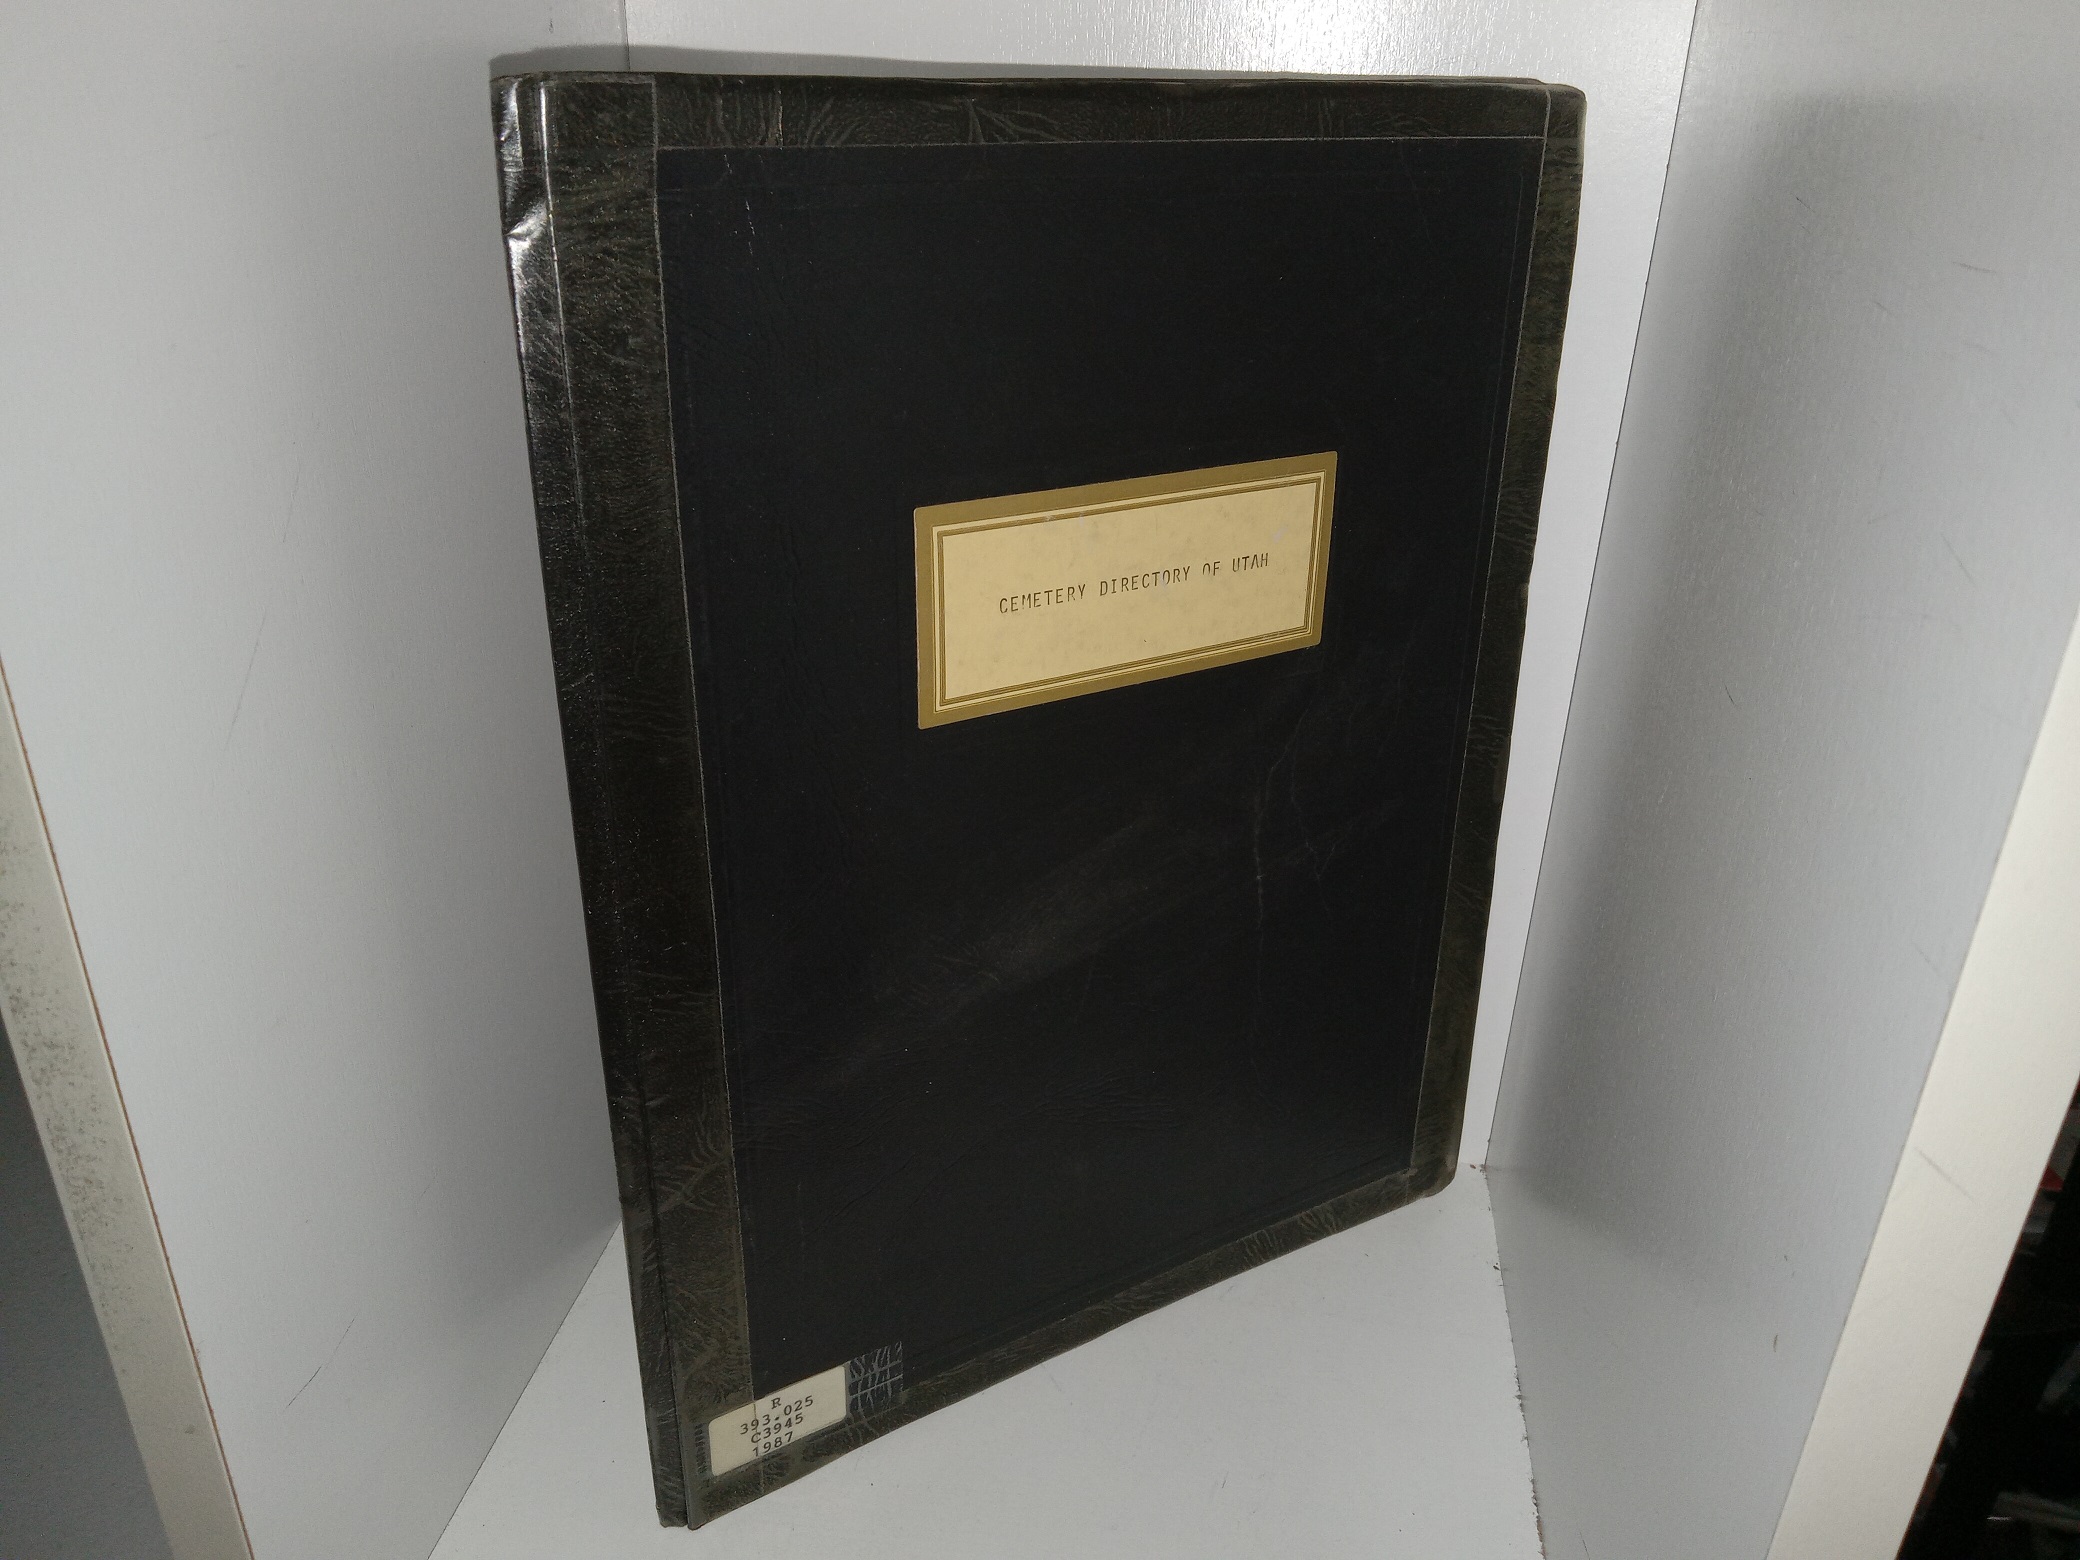 CEMETERY DIRECTORY OF UTAH
R
393.025
C3945
1987